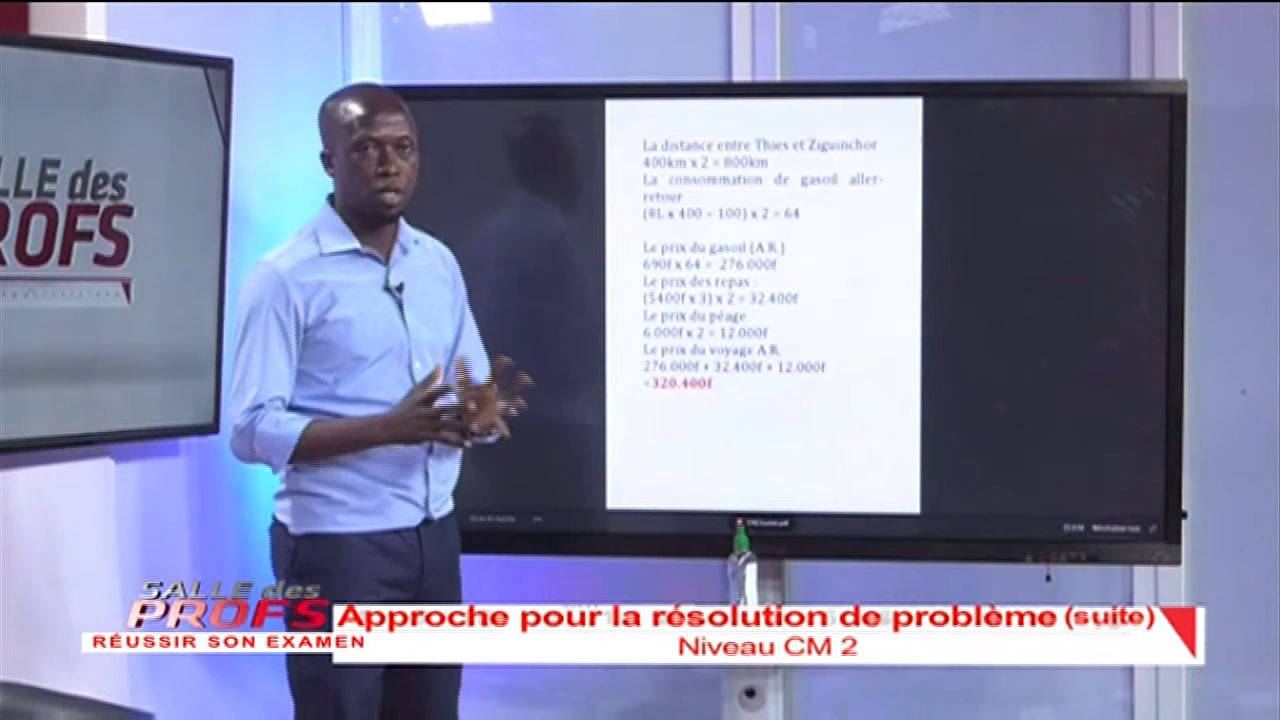 LLE des
ROFS
La distance entre Thies et Ziguinchor
400km x 2 = 800km
La consommation de gasoil aller-
retour
(8L x 400 ÷ 100) x 2 = 64
Le prix du gasoil (A.R.)
690f x 64 = 276.000f
Le prix des repas :
(5400f x 3) x 2 = 32.400f
Le prix du péage
6.000f x 2 = 12.000f
Le prix du voyage A.R.
276.000f + 32.400f + 12.000f
=320.400f
SALLE des
PROFS
RÉUSSIR SON EXAMEN
Approche pour la résolution de problème (suite)
Niveau CM 2